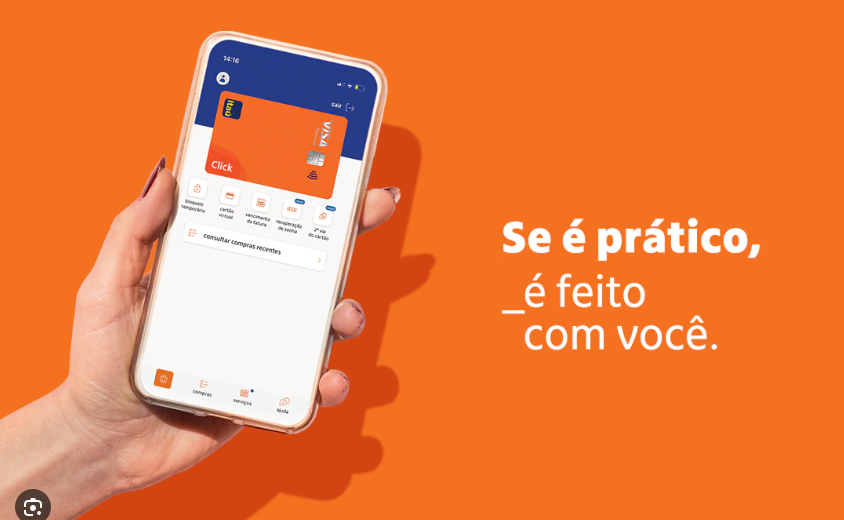 14:16
sair
itaú
VISA
Click
bloqueio
temporário
cartão
virtual
vencimento
da fatura
recuperação
de senha
2ª via
do cartão
consultar compras recentes
compras
serviços
ajuda
Se é prático,
_é feito
com você.